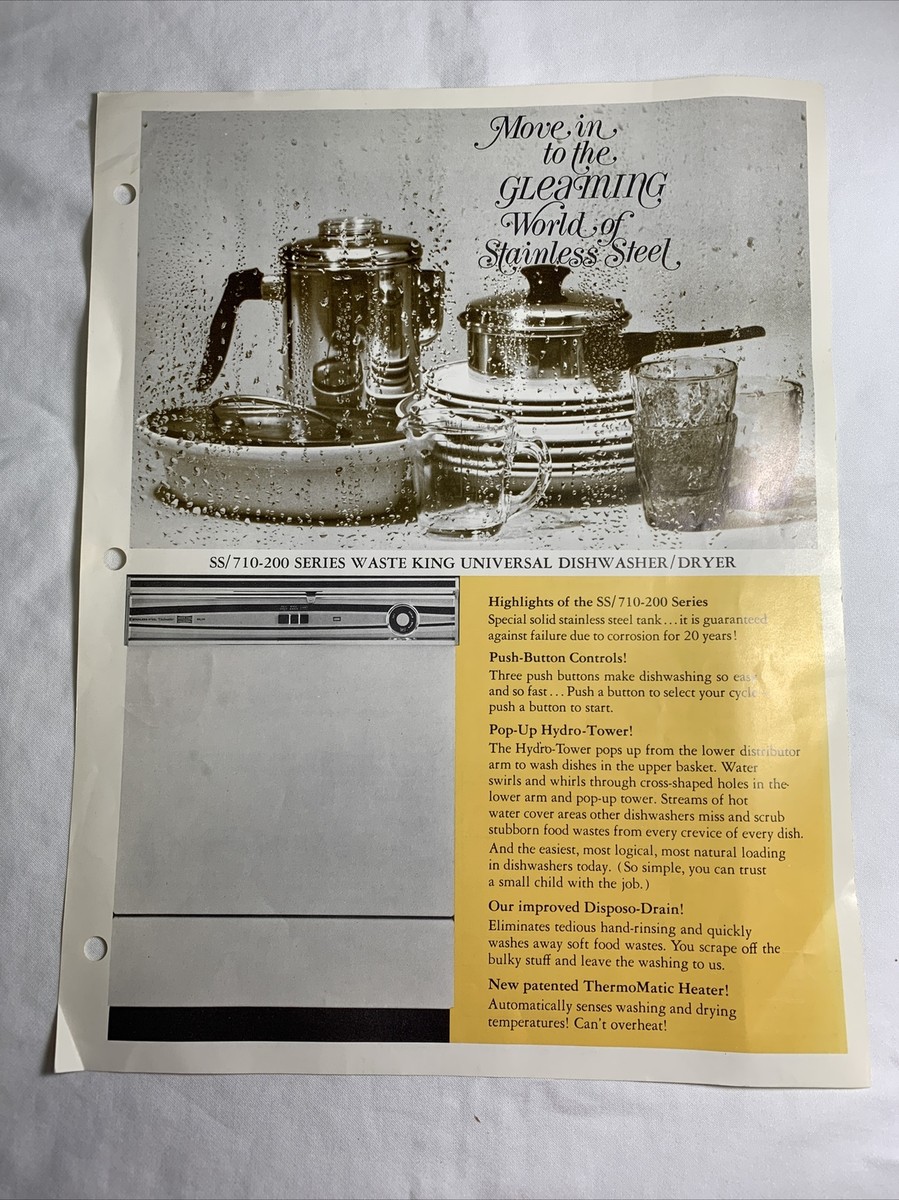 Move in
to the
GLeaMING
World of
Stainless Steel
SS/710-200 SERIES WASTE KING UNIVERSAL DISHWASHER/DRYER
Highlights of the SS/710-200 Series
Special solid stainless steel tank...it is guaranteed
against failure due to corrosion for 20 years!
Push-Button Controls!
Three push buttons make dishwashing so easy
and so fast...Push a button to select your cycle
push a button to start.
Pop-Up Hydro-Tower!
The Hydro-Tower pops up from the lower distributor
arm to wash dishes in the upper basket. Water
swirls and whirls through cross-shaped holes in the
lower arm and pop-up tower. Streams of hot
water cover areas other dishwashers miss and scrub
stubborn food wastes from every crevice of every dish.
And the easiest, most logical, most natural loading
in dishwashers today. (So simple, you can trust
a small child with the job.)
Our improved Disposo-Drain!
Eliminates tedious hand-rinsing and quickly
washes away soft food wastes. You scrape off the
bulky stuff and leave the washing to us.
New patented ThermoMatic Heater!
Automatically senses washing and drying
temperatures! Can't overheat!